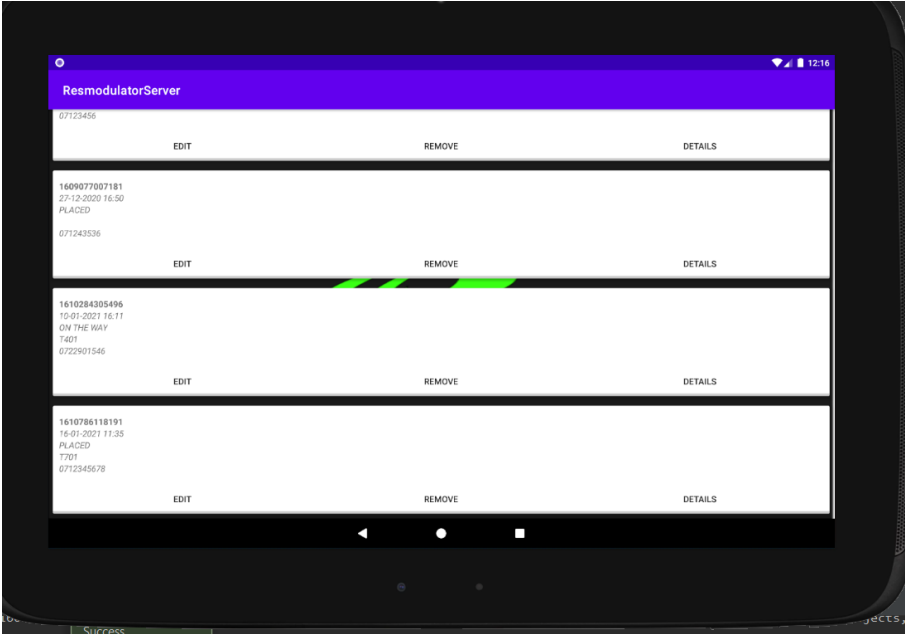 12:16
ResmodulatorServer
07123456
EDIT REMOVE DETAILS
1609077007181
27-12-2020 16:50
PLACED
071243536
EDIT REMOVE DETAILS
1610284305496
10-01-2021 16:11
ON THE WAY
T401
0722901546
EDIT REMOVE DETAILS
1610786118191
16-01-2021 11:35
PLACED
T701
0712345678
EDIT REMOVE DETAILS
Success